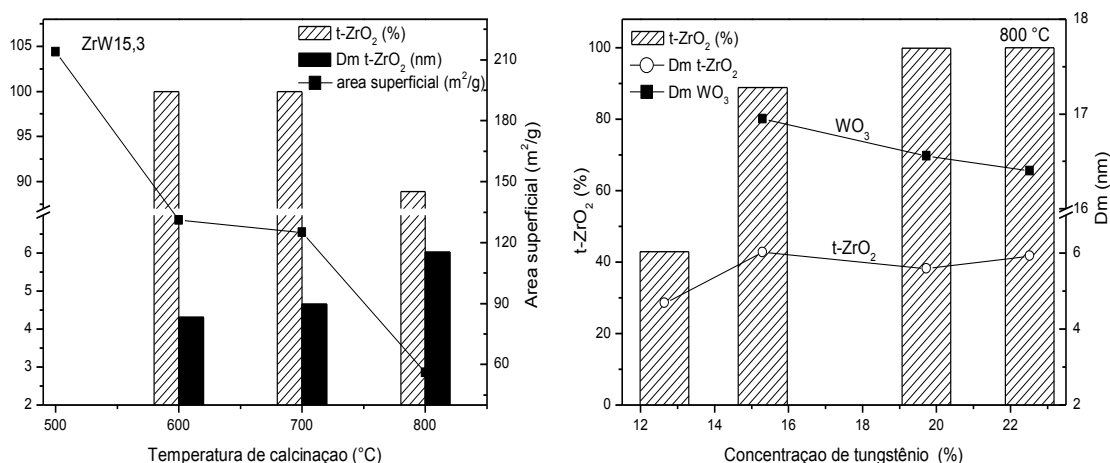 ZrW15,3
t-ZrO₂ (%)
Dm t-ZrO₂ (nm)
area superficial (m²/g)
105
100
95
90
6
5
4
3
2
210
180
150
120
90
60
Area superficial (m²/g)
500
600
700
800
Temperatura de calcinaçao (°C)
t-ZrO₂ (%)
Dm t-ZrO₂
Dm WO₃
800 °C
WO₃
t-ZrO₂
t-ZrO₂ (%)
100
80
60
40
20
0
18
17
16
6
4
2
Dm (nm)
12
14
16
18
20
22
Concentraçao de tungstênio (%)